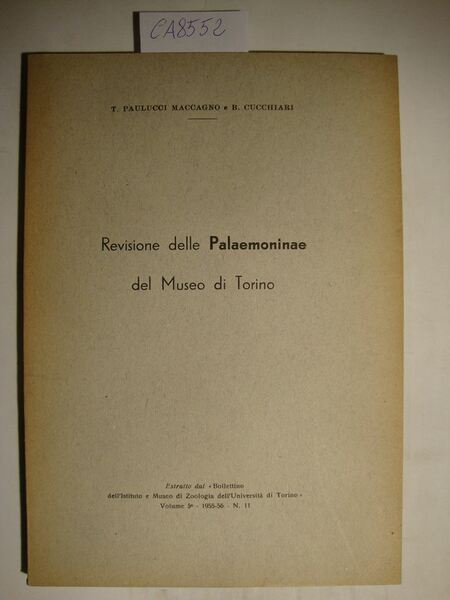 CA8552
T. PAULUCCI MACCAGNO e B. CUCCHIARI
Revisione delle Palaemoninae
del Museo di Torino
Estratto dal «Bollettino
dell'Istituto e Museo di Zoologia dell'Università di Torino»
Volume 5° - 1955-56 - N. 11